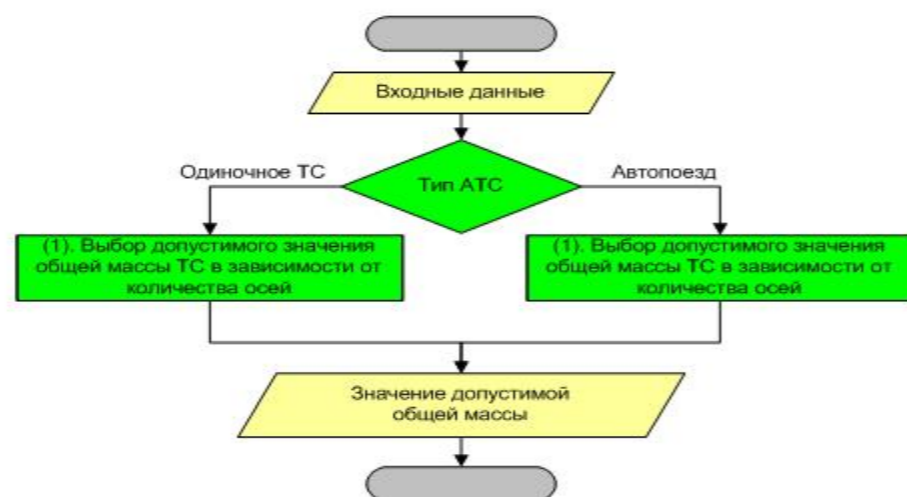 Входные данные
Одиночное ТС
Тип АТС
Автопоезд
(1). Выбор допустимого значения
общей массы ТС в зависимости от
количества осей
(1). Выбор допустимого значения
общей массы ТС в зависимости от
количества осей
Значение допустимой
общей массы